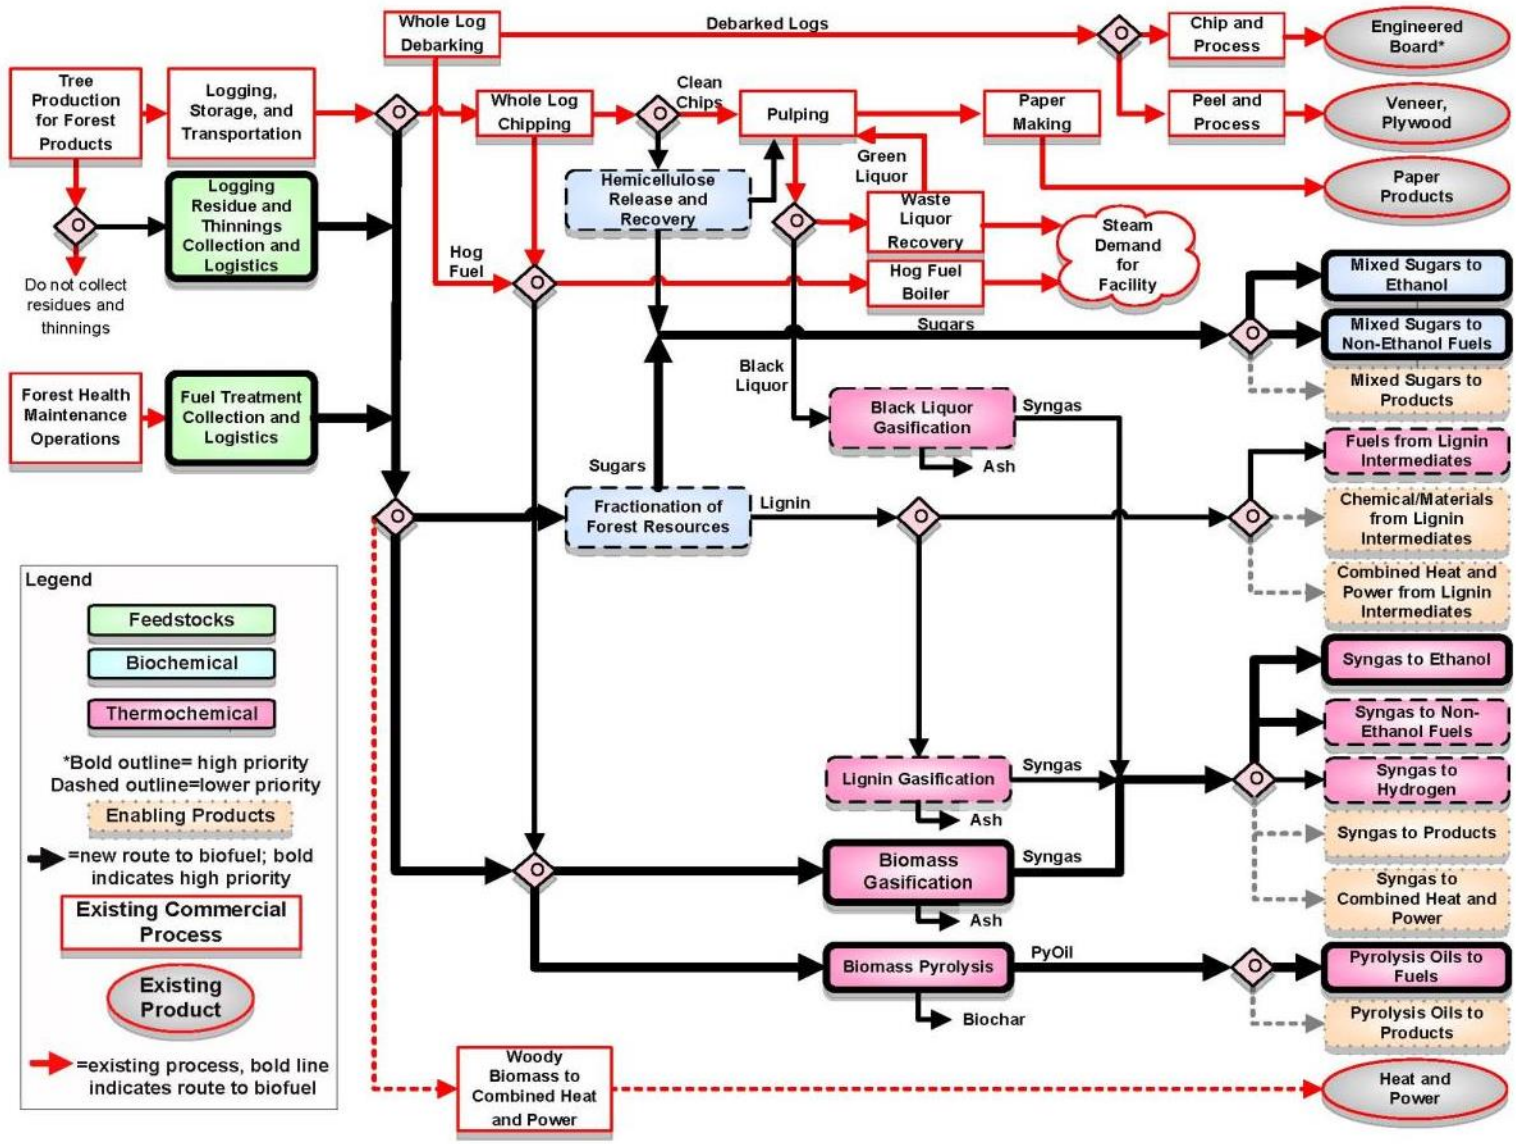 Whole Log
Debarking
Debarked Logs
O
Chip and
Process
Engineered
Board*
Tree
Production
for Forest
Products
Logging,
Storage, and
Transportation
O
Whole Log
Chipping
O
Clean
Chips
Pulping
Paper
Making
Peel and
Process
Veneer,
Plywood
Green
Liquor
Paper
Products
O
Do not collect
residues and
thinnings
Logging
Residue and
Thinnings
Collection and
Logistics
Hemicellulose
Release and
Recovery
O
Waste
Liquor
Recovery
Steam
Demand
for
Facility
Hog
Fuel
O
Hog Fuel
Boiler
Sugars
O
Mixed Sugars to
Ethanol
Mixed Sugars to
Non-Ethanol Fuels
Mixed Sugars to
Products
Forest Health
Maintenance
Operations
Fuel Treatment
Collection and
Logistics
Black
Liquor
Black Liquor
Gasification
Syngas
Ash
Sugars
O
Fractionation of
Forest Resources
Lignin
O
O
Fuels from Lignin
Intermediates
Chemical/Materials
from Lignin
Intermediates
Combined Heat and
Power from Lignin
Intermediates
Lignin Gasification
Syngas
Ash
O
Syngas to Ethanol
Syngas to Non-
Ethanol Fuels
Syngas to
Hydrogen
Syngas to Products
Syngas to
Combined Heat and
Power
O
Biomass
Gasification
Syngas
Ash
Biomass Pyrolysis
PyOil
Biochar
O
Pyrolysis Oils to
Fuels
Pyrolysis Oils to
Products
Woody
Biomass to
Combined Heat
and Power
Heat and
Power
Legend
Feedstocks
Biochemical
Thermochemical
*Bold outline= high priority
Dashed outline=lower priority
Enabling Products
=new route to biofuel; bold
indicates high priority
Existing Commercial
Process
Existing
Product
=existing process, bold line
indicates route to biofuel